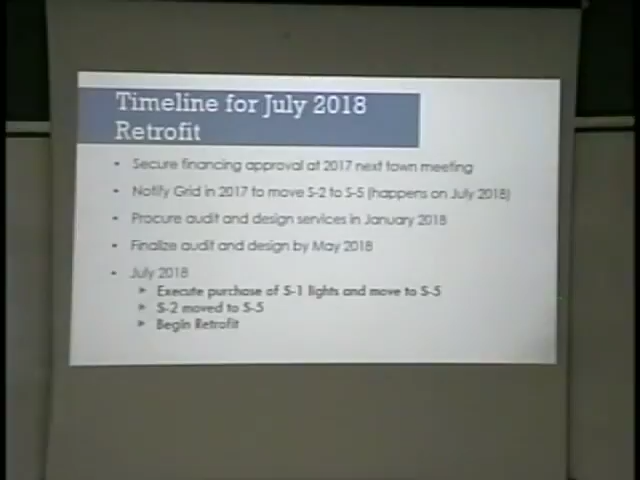 Timeline for July 2018
Retrofit
• Secure financing approval at 2017 next town meeting
• Notify Grid in 2017 to move S-2 to S-5 (happens on July 2018)
• Procure audit and design services in January 2018
• Finalize audit and design by May 2018
• July 2018
➤ Execute purchase of S-1 lights and move to S-5
➤ S-2 moved to S-5
➤ Begin Retrofit